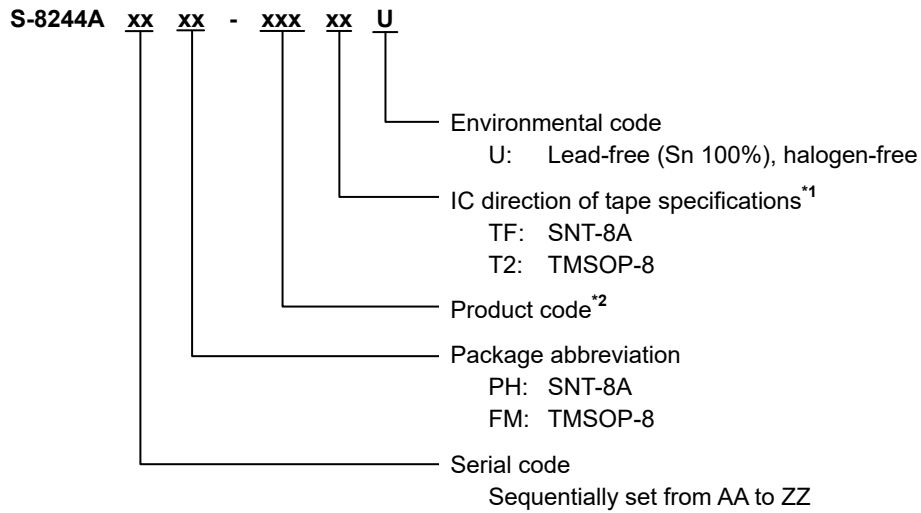 S-8244A xx xx - xxx xx U
Environmental code
U: Lead-free (Sn 100%), halogen-free
IC direction of tape specifications*1
TF: SNT-8A
T2: TMSOP-8
Product code*2
Package abbreviation
PH: SNT-8A
FM: TMSOP-8
Serial code
Sequentially set from AA to ZZ